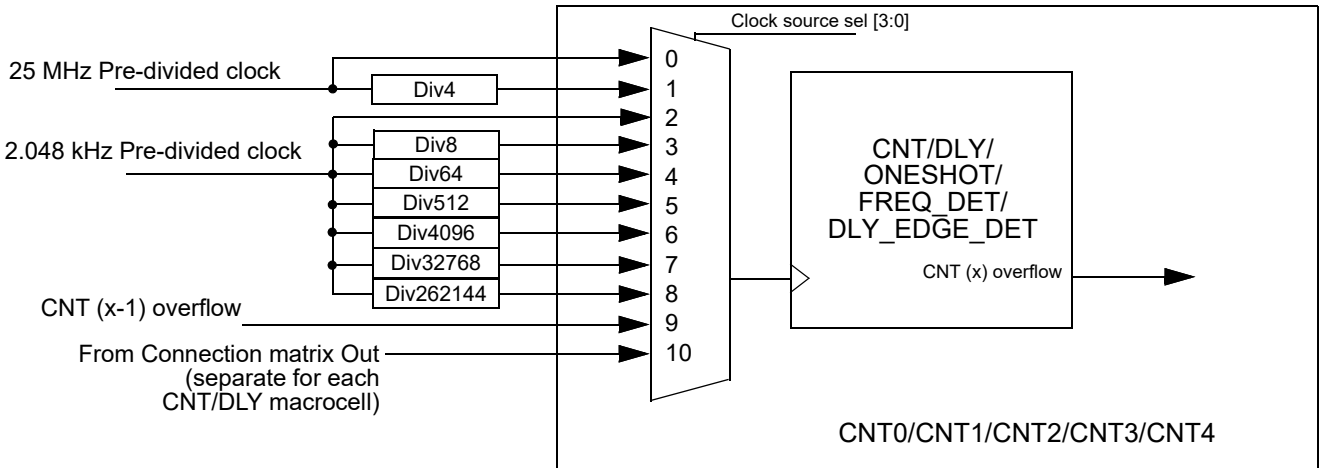 Clock source sel [3:0]
25 MHz Pre-divided clock
Div4
2.048 kHz Pre-divided clock
Div8
Div64
Div512
Div4096
Div32768
Div262144
CNT (x-1) overflow
From Connection matrix Out
(separate for each
CNT/DLY macrocell)
0
1
2
3
4
5
6
7
8
9
10
CNT/DLY/
ONESHOT/
FREQ_DET/
DLY_EDGE_DET
CNT (x) overflow
CNT0/CNT1/CNT2/CNT3/CNT4